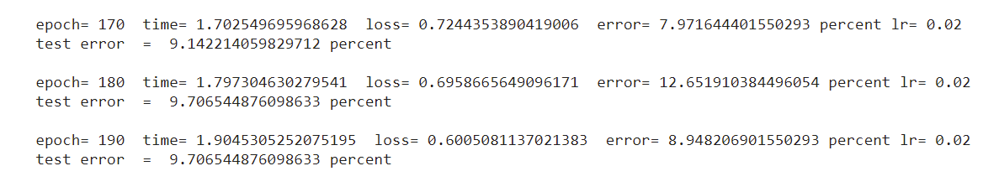 epoch= 170  time= 1.702549695968628  loss= 0.7244353890419006  error= 7.971644401550293 percent lr= 0.02
test error  =  9.142214059829712 percent
epoch= 180  time= 1.797304630279541  loss= 0.6958665649096171  error= 12.651910384496054 percent lr= 0.02
test error  =  9.706544876098633 percent
epoch= 190  time= 1.9045305252075195  loss= 0.6005081137021383  error= 8.948206901550293 percent lr= 0.02
test error  =  9.706544876098633 percent